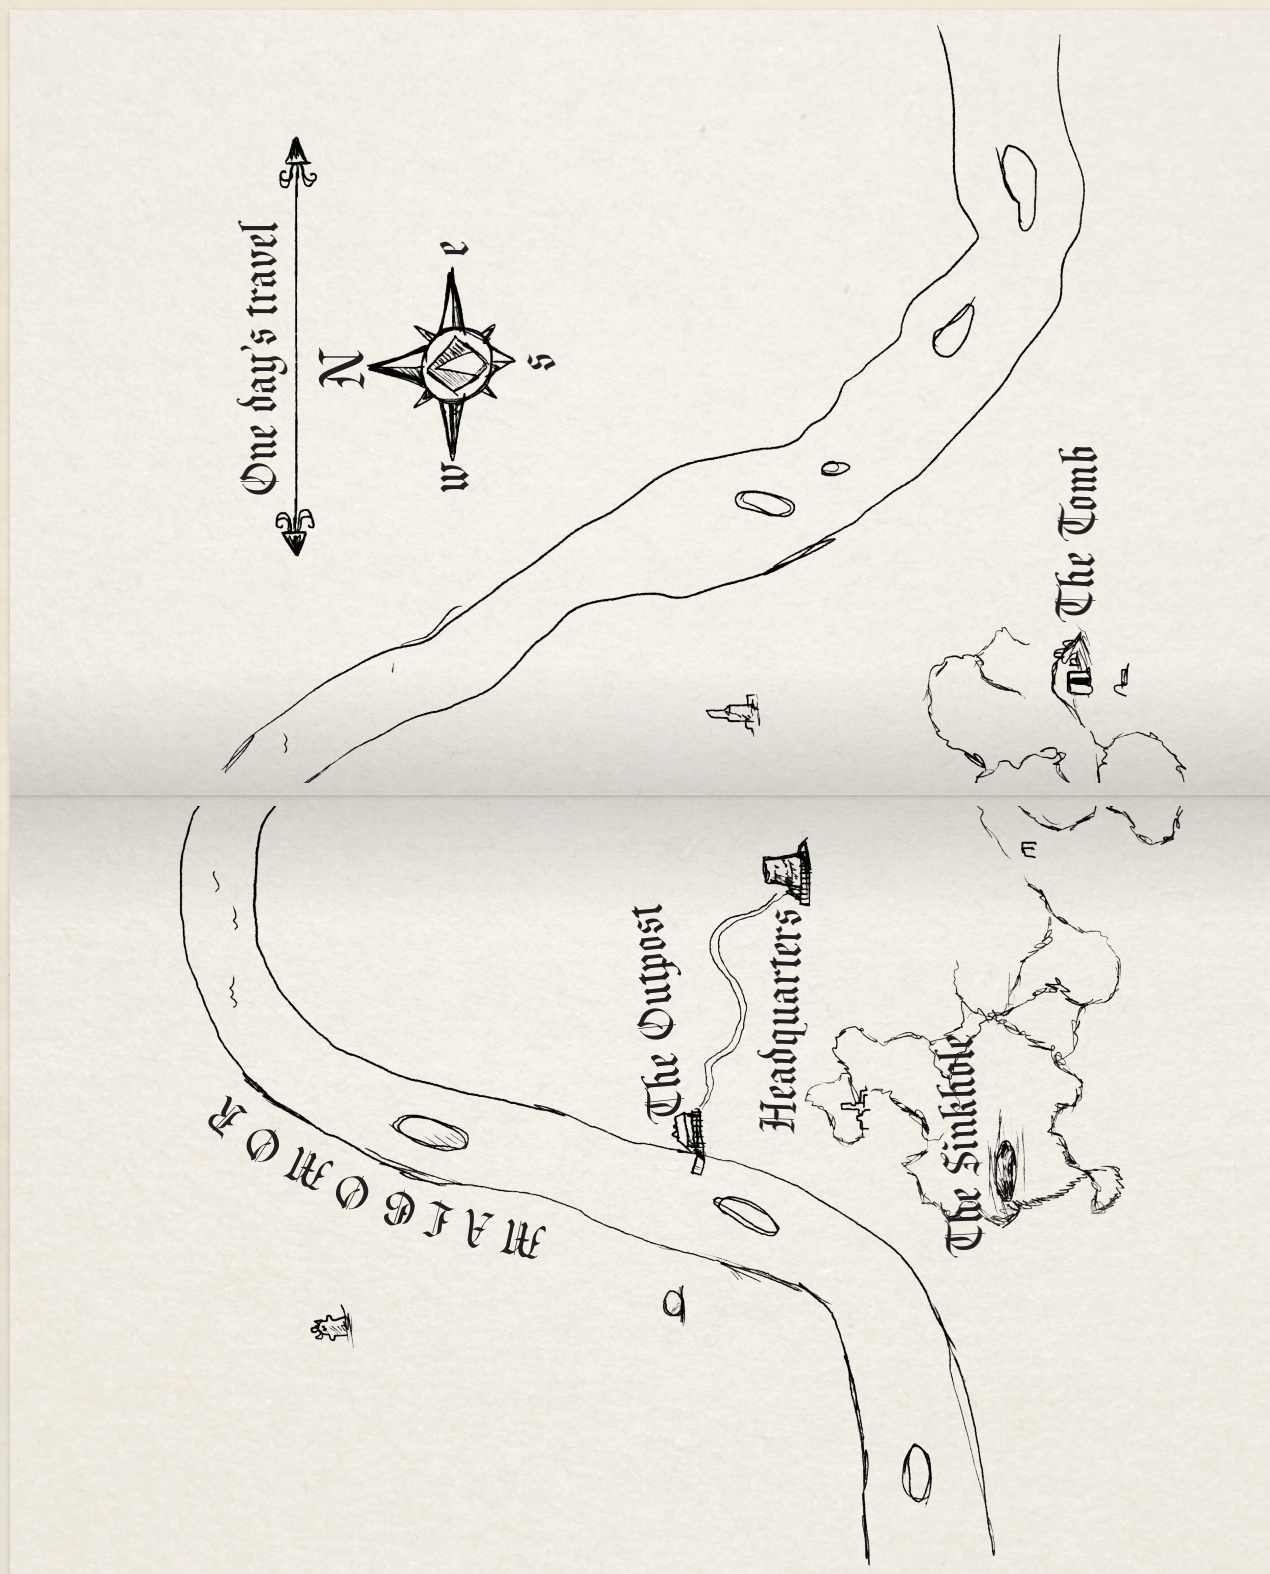 One day's travel
N
w e
s
MALGOMOR
The Outpost
Headquarters
The Sinkhole
The Tomb